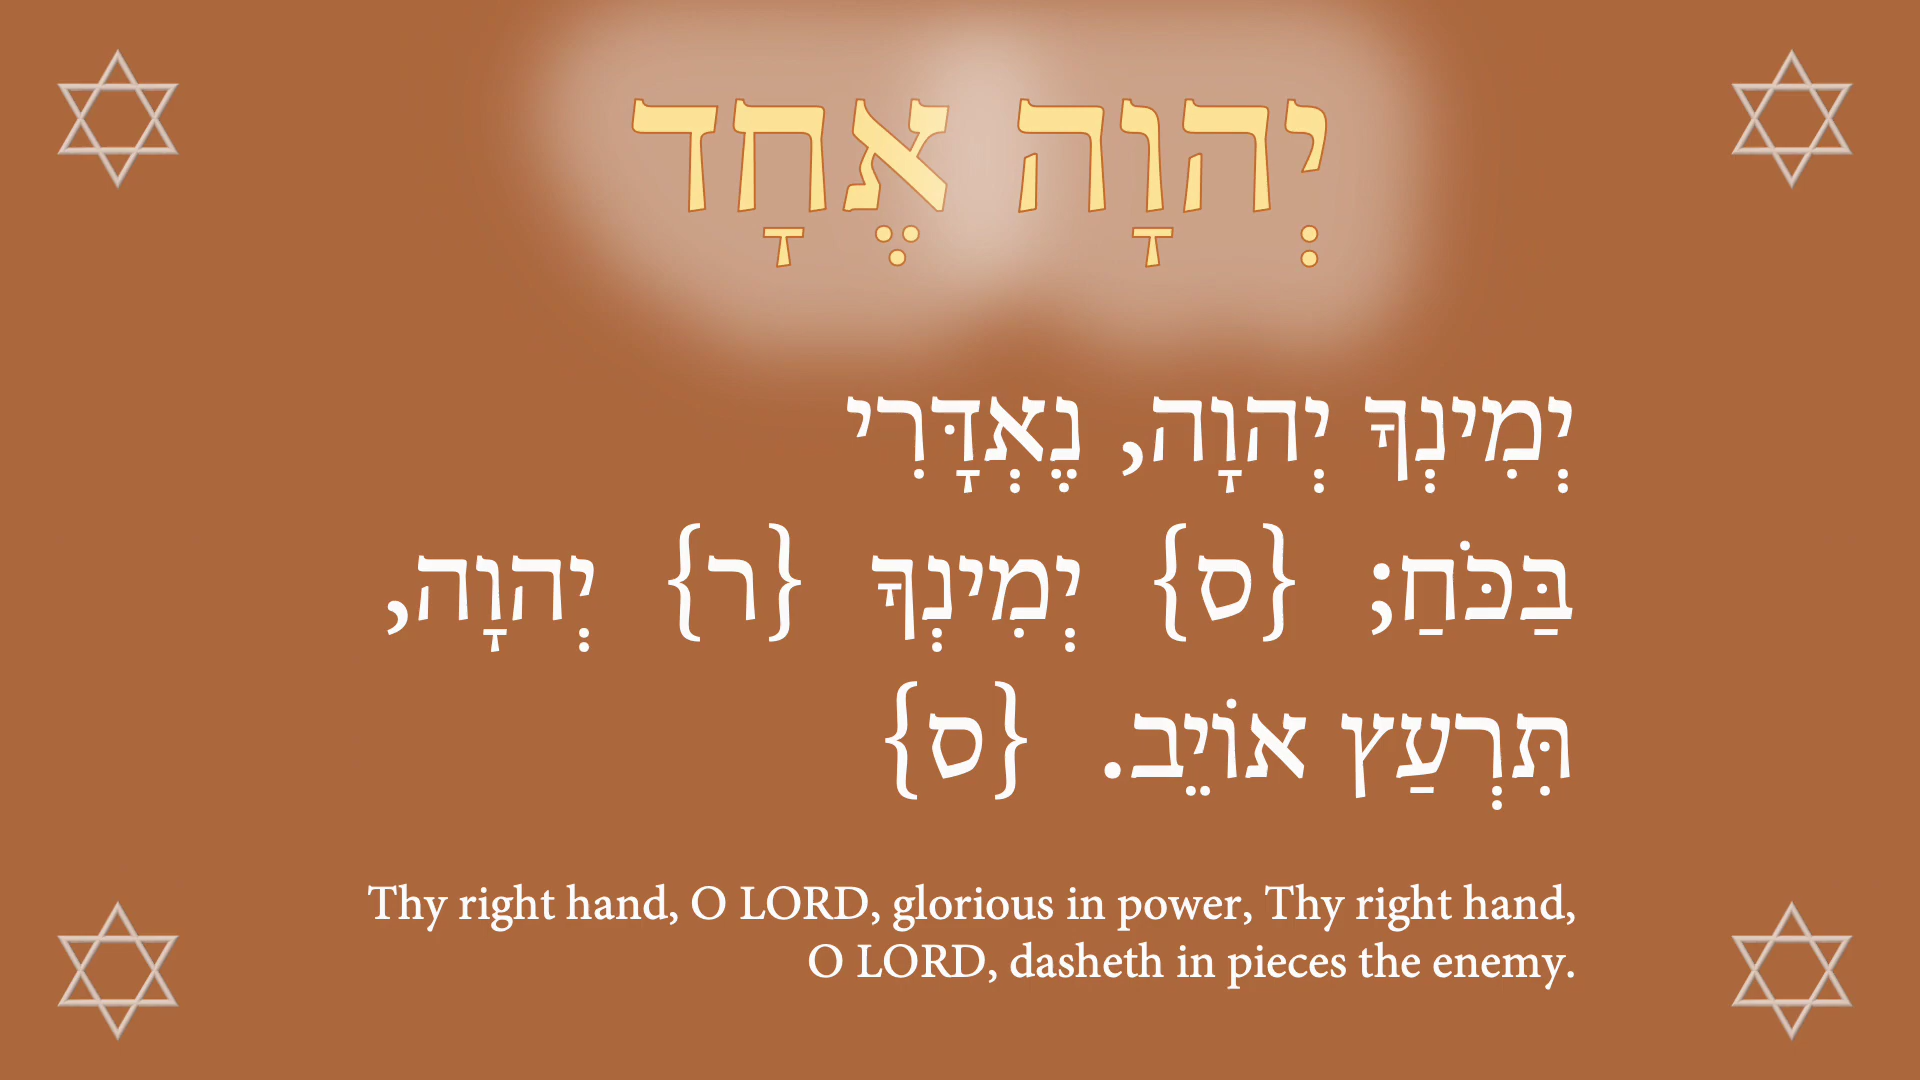 יְהוָה אֶחָד
יְמִינְךָ יְהוָה, נֶאְדָּרִי
בַּכֹּחַ; {ס} יְמִינְךָ {ר} יְהוָה,
תִּרְעַץ אוֹיֵב. {ס}
Thy right hand, O LORD, glorious in power, Thy right hand,
O LORD, dasheth in pieces the enemy.